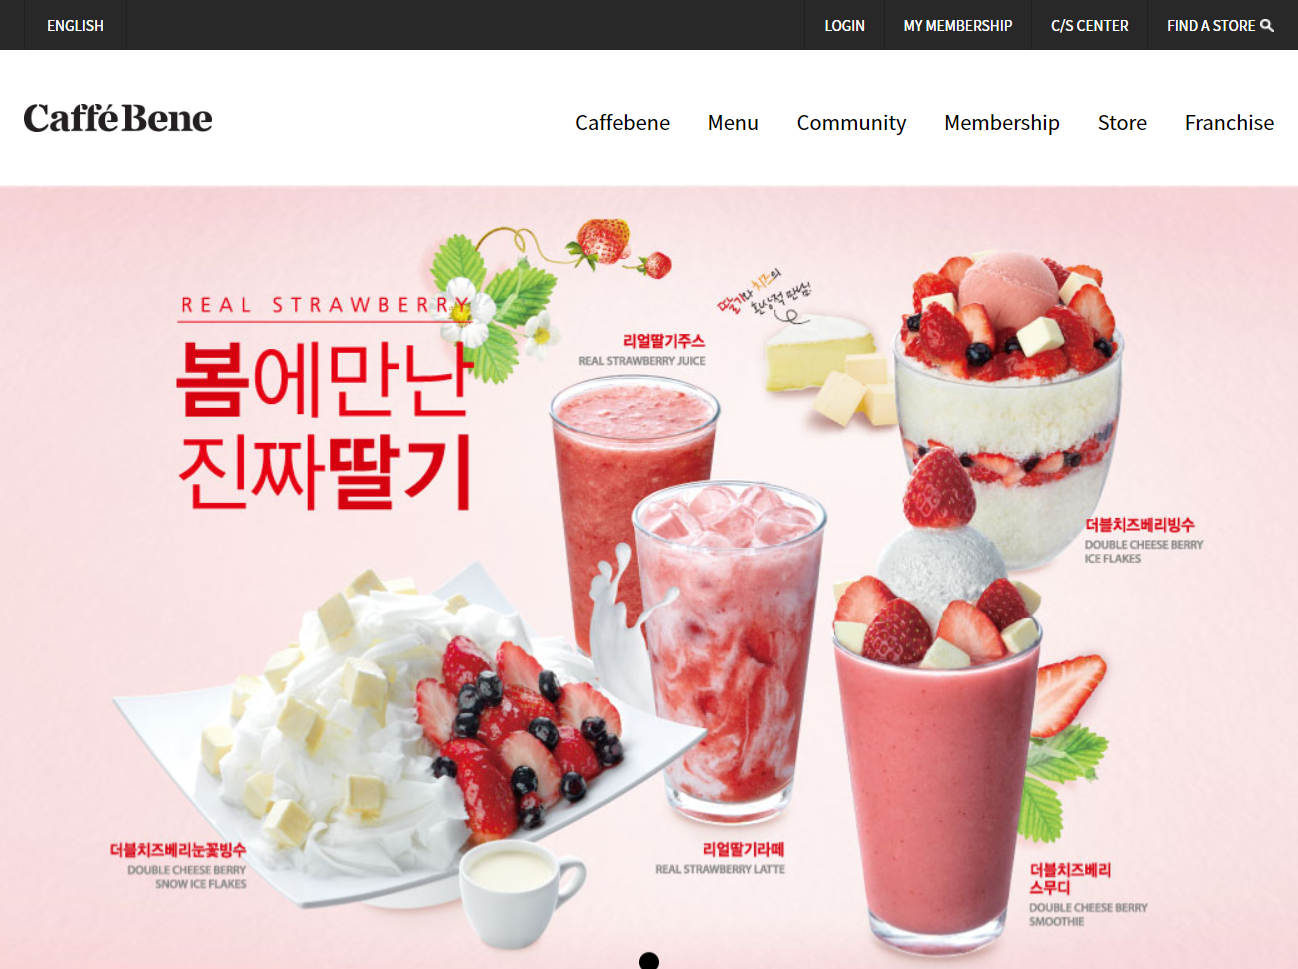 ENGLISH
LOGIN
MY MEMBERSHIP
C/S CENTER
FIND A STORE
Caffé Bene
Caffebene
Menu
Community
Membership
Store
Franchise
REAL STRAWBERRY
봄에만난
진짜딸기
딸기와 치즈의
환상적 만남!
리얼딸기주스
REAL STRAWBERRY JUICE
더블치즈베리빙수
DOUBLE CHEESE BERRY
ICE FLAKES
더블치즈베리눈꽃빙수
DOUBLE CHEESE BERRY
SNOW ICE FLAKES
리얼딸기라떼
REAL STRAWBERRY LATTE
더블치즈베리
스무디
DOUBLE CHEESE BERRY
SMOOTHIE